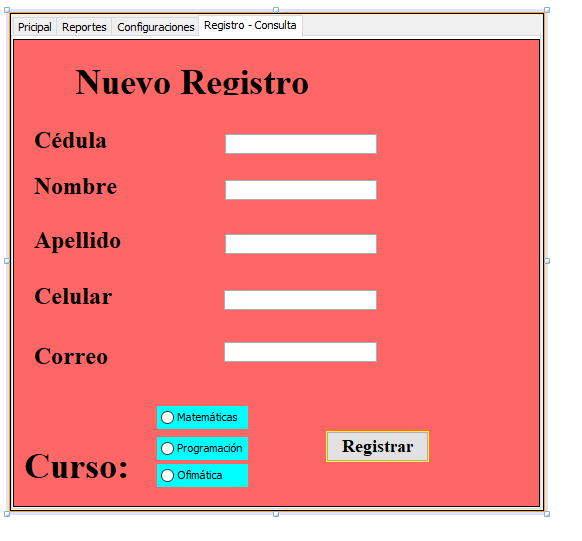 Pricipal Reportes Configuraciones Registro - Consulta
Nuevo Registro
Cédula
Nombre
Apellido
Celular
Correo
Matemáticas
Programación
Ofimática
Curso:
Registrar